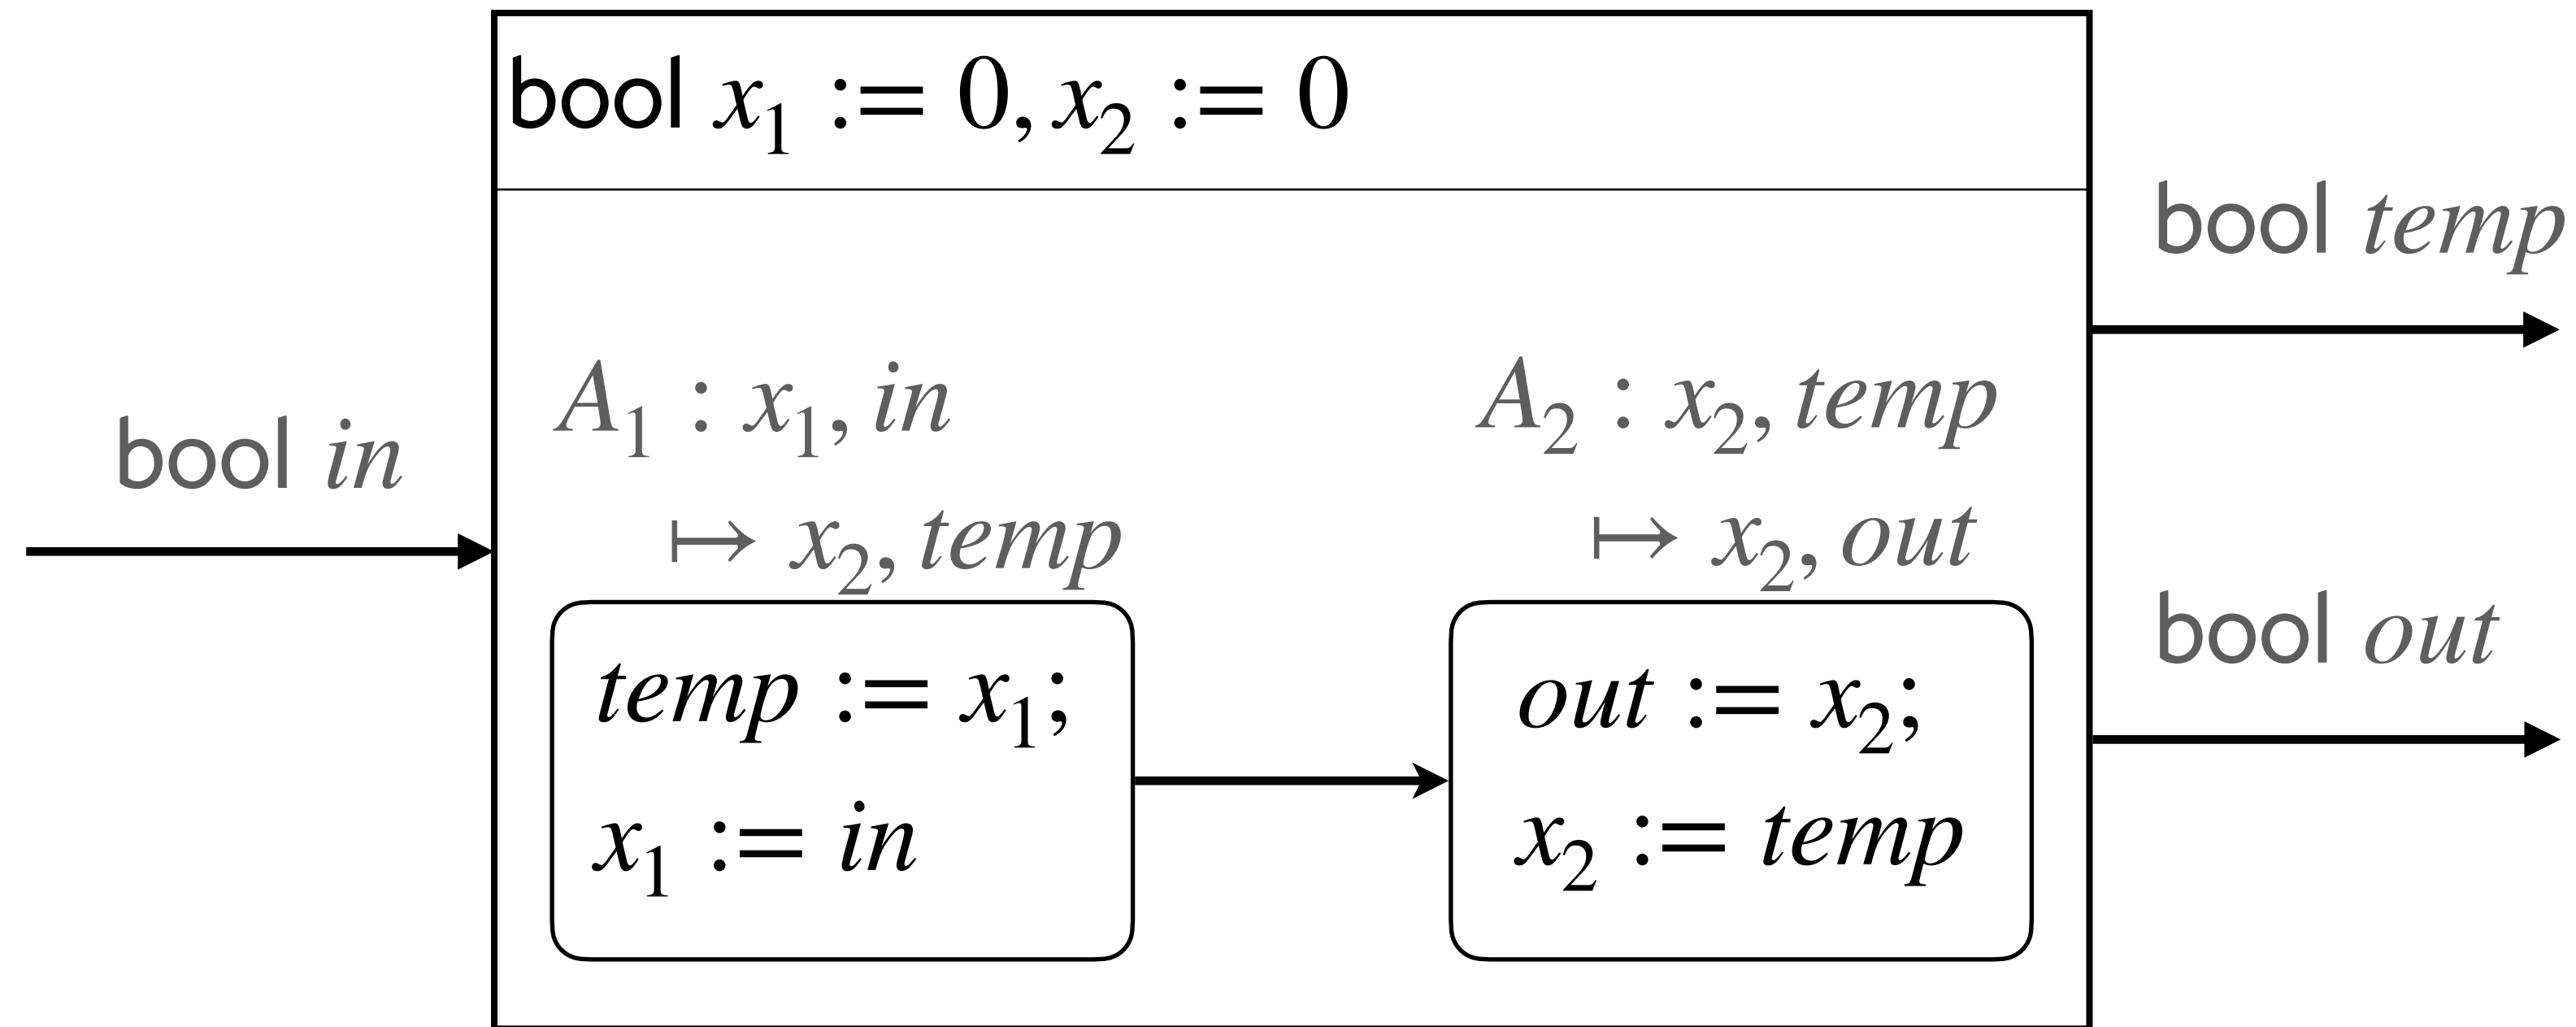 bool x₁ := 0, x₂ := 0
bool in
A₁ : x₁, in
↦ x₂, temp
temp := x₁;
x₁ := in
A₂ : x₂, temp
↦ x₂, out
out := x₂;
x₂ := temp
bool temp
bool out